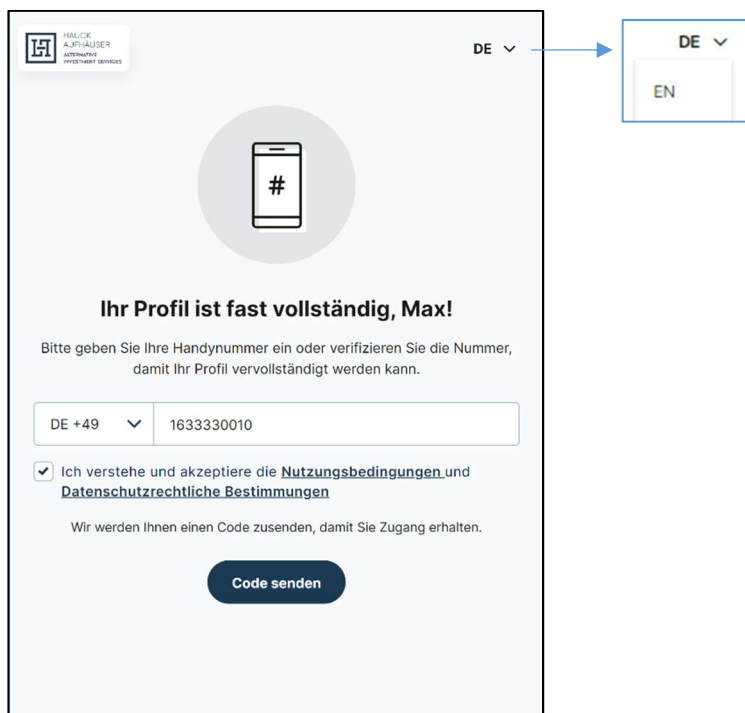 HAUCK
AUFHÄUSER
ALTERNATIVE
INVESTMENT SERVICES
DE
DE
EN
#
Ihr Profil ist fast vollständig, Max!
Bitte geben Sie Ihre Handynummer ein oder verifizieren Sie die Nummer,
damit Ihr Profil vervollständigt werden kann.
DE +49 1633330010
Ich verstehe und akzeptiere die Nutzungsbedingungen und
Datenschutzrechtliche Bestimmungen
Wir werden Ihnen einen Code zusenden, damit Sie Zugang erhalten.
Code senden